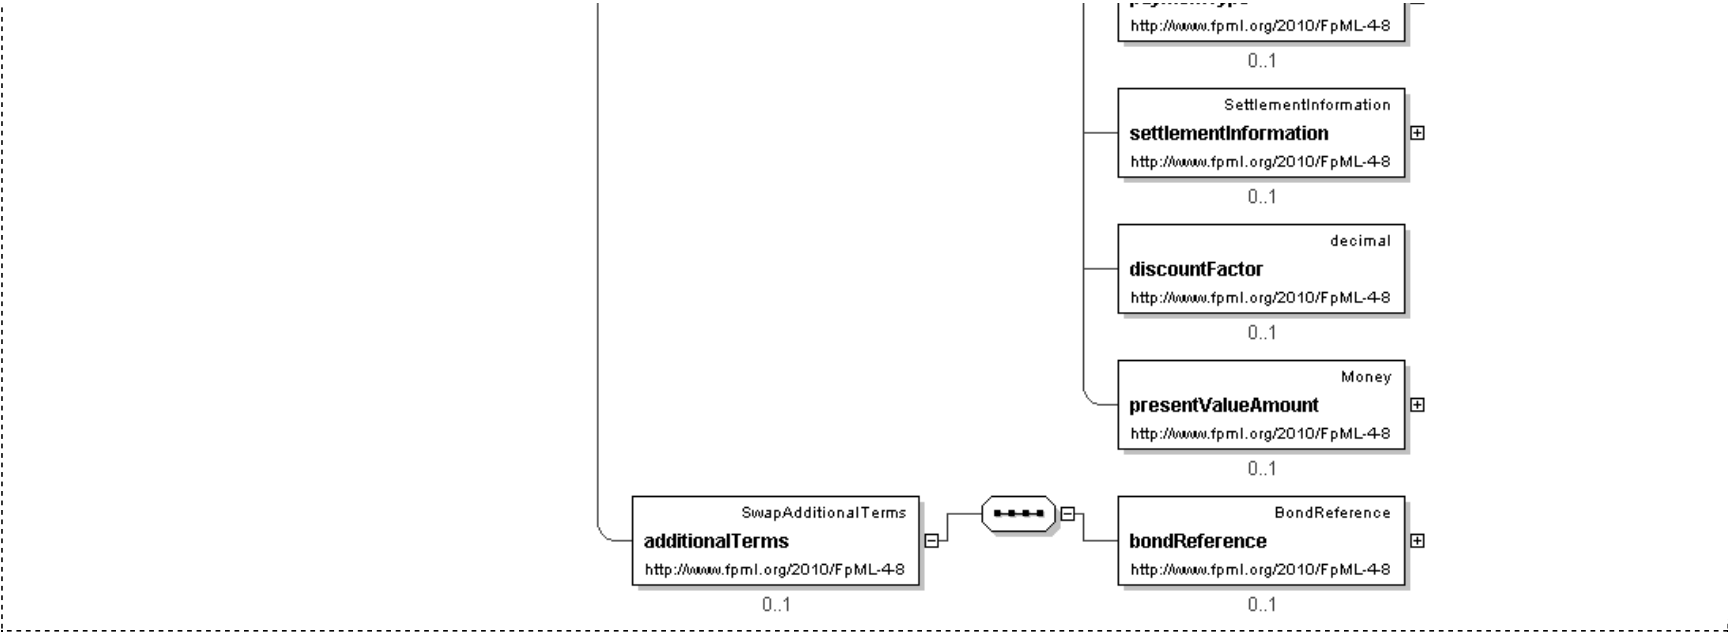 http://www.fpml.org/2010/FpML-4-8
0..1
SettlementInformation
settlementInformation
http://www.fpml.org/2010/FpML-4-8
0..1
decimal
discountFactor
http://www.fpml.org/2010/FpML-4-8
0..1
Money
presentValueAmount
http://www.fpml.org/2010/FpML-4-8
0..1
SwapAdditionalTerms
additionalTerms
http://www.fpml.org/2010/FpML-4-8
0..1
BondReference
bondReference
http://www.fpml.org/2010/FpML-4-8
0..1